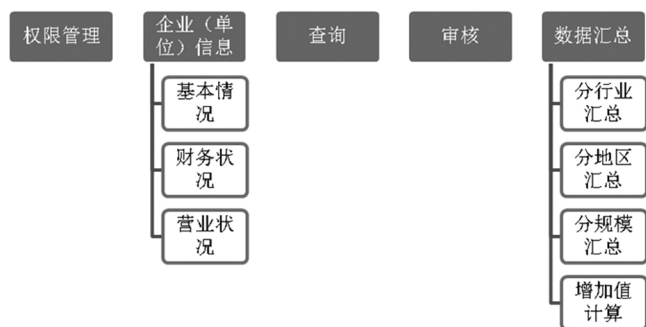 权限管理
企业（单
位）信息
查询
审核
数据汇总
基本情
况
财务状
况
营业状
况
分行业
汇总
分地区
汇总
分规模
汇总
增加值
计算